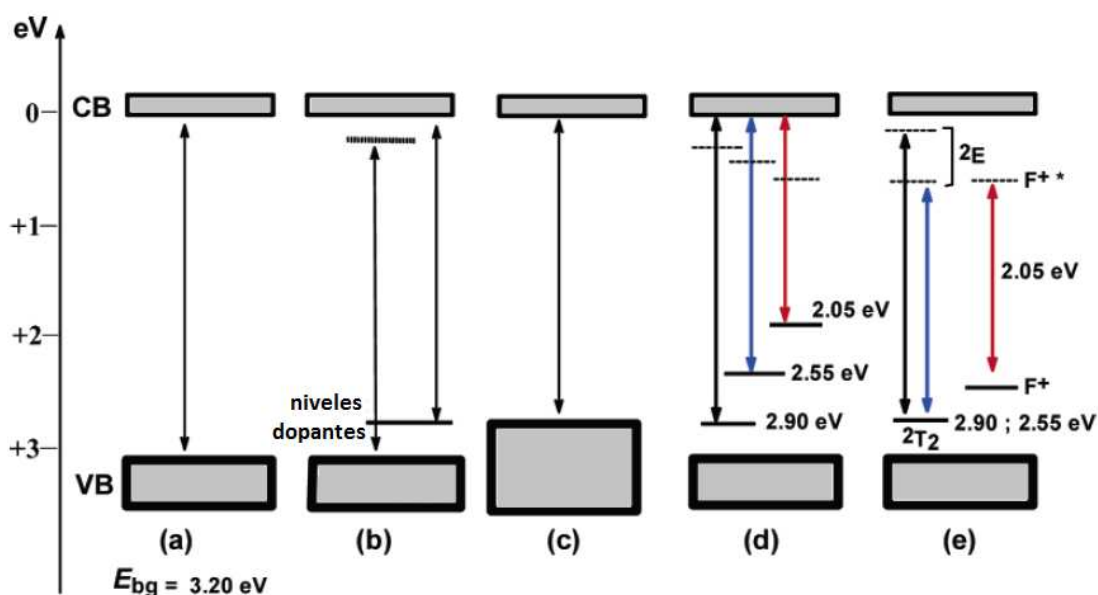 eV
CB
0
+1
+2
+3
VB
niveles
dopantes
2.05 eV
2.55 eV
2.90 eV
²E
F⁺ *
2.05 eV
F⁺
²T₂ 2.90 ; 2.55 eV
(a) (b) (c) (d) (e)
E_bg = 3.20 eV